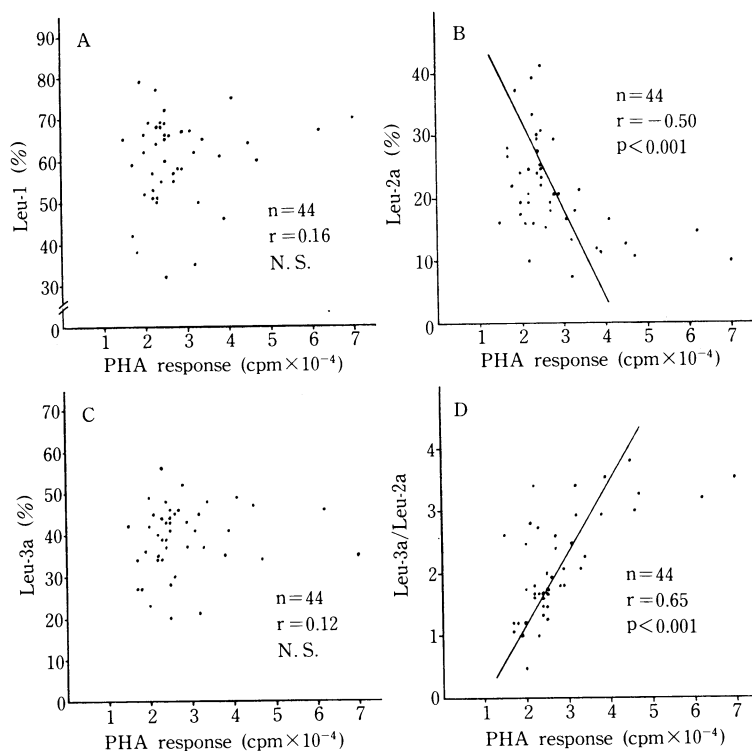 A
90
80
70
60
50
40
30
0
1 2 3 4 5 6 7
Leu-1 (%)
PHA response (cpm×10⁻⁴)
n=44
r=0.16
N.S.
B
40
30
20
10
0
1 2 3 4 5 6 7
Leu-2a (%)
PHA response (cpm×10⁻⁴)
n=44
r=−0.50
p<0.001
C
70
60
50
40
30
20
10
0
1 2 3 4 5 6 7
Leu-3a (%)
PHA response (cpm×10⁻⁴)
n=44
r=0.12
N.S.
D
4
3
2
1
0
1 2 3 4 5 6 7
Leu-3a/Leu-2a
PHA response (cpm×10⁻⁴)
n=44
r=0.65
p<0.001